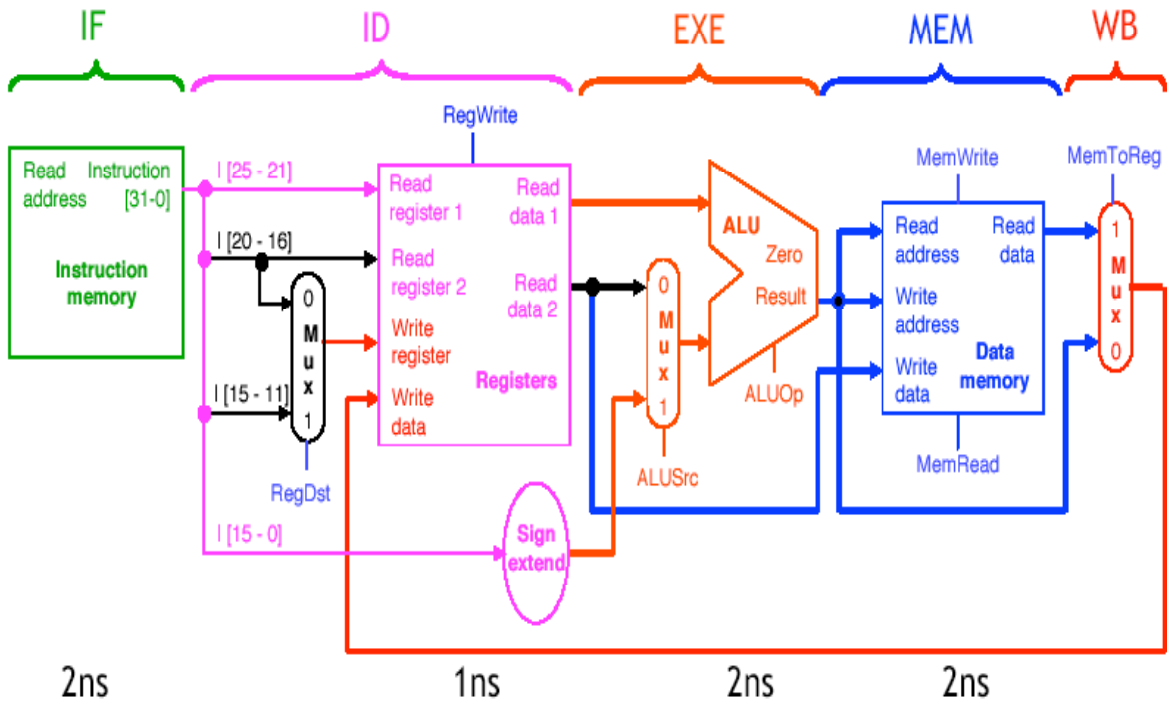 IF
ID
EXE
MEM
WB
RegWrite
Read Instruction
address [31-0]
Instruction
memory
I [25 - 21]
I [20 - 16]
I [15 - 11]
I [15 - 0]
0
M
u
x
1
RegDst
Read
register 1
Read
register 2
Write
register
Write
data
Read
data 1
Read
data 2
Registers
Sign
extend
0
M
u
x
1
ALUSrc
ALU
Zero
Result
ALUOp
MemWrite
Read
address
Write
address
Write
data
Read
data
Data
memory
MemRead
MemToReg
1
M
u
x
0
2ns
1ns
2ns
2ns